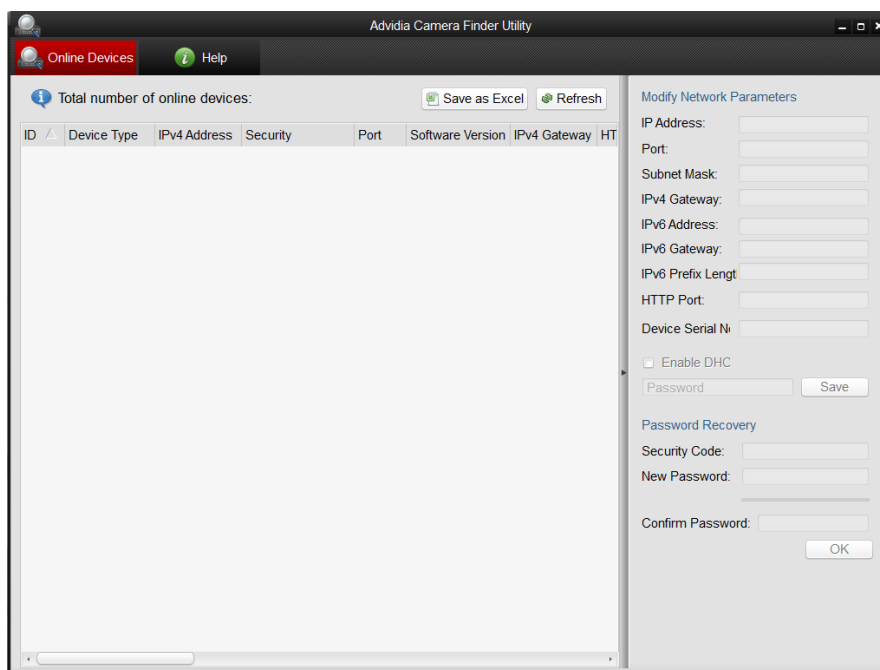 Advidia Camera Finder Utility
Online Devices
Help
Total number of online devices:
Save as Excel
Refresh
ID
Device Type
IPv4 Address
Security
Port
Software Version
IPv4 Gateway
HT
Modify Network Parameters
IP Address:
Port:
Subnet Mask:
IPv4 Gateway:
IPv6 Address:
IPv6 Gateway:
IPv6 Prefix Lengt
HTTP Port:
Device Serial N
Enable DHC
Password
Save
Password Recovery
Security Code:
New Password:
Confirm Password:
OK